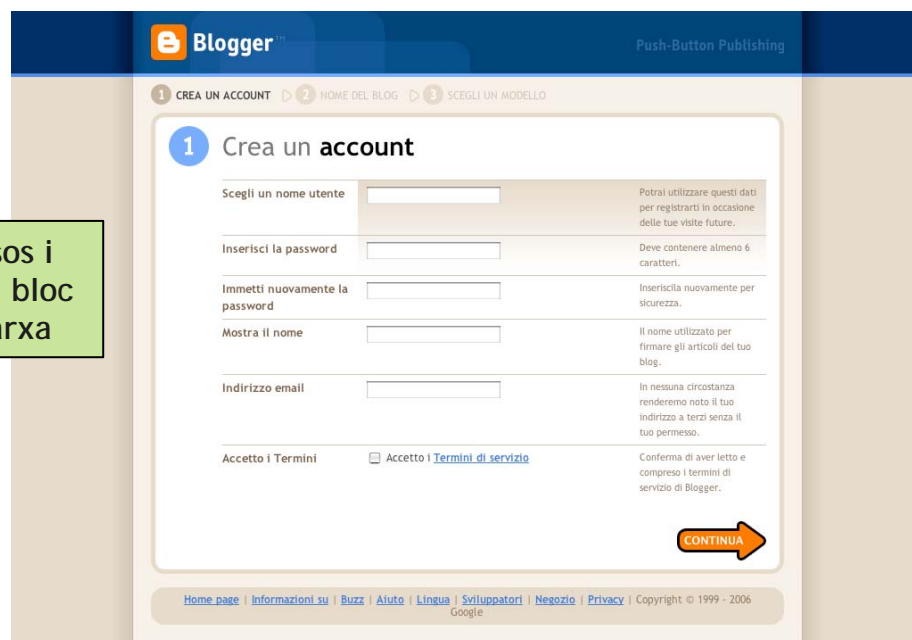 Blogger™
Push-Button Publishing
1 CREA UN ACCOUNT 2 NOME DEL BLOG 3 SCEGLI UN MODELLO
1 Crea un account
Scegli un nome utente
Potrai utilizzare questi dati
per registrarti in occasione
delle tue visite future.
Inserisci la password
Deve contenere almeno 6
caratteri.
Immetti nuovamente la
password
Inseriscila nuovamente per
sicurezza.
Mostra il nome
Il nome utilizzato per
firmare gli articoli del tuo
blog.
Indirizzo email
In nessuna circostanza
renderemo noto il tuo
indirizzo a terzi senza il
tuo permesso.
Accetto i Termini
Accetto i Termini di servizio
Conferma di aver letto e
compreso i termini di
servizio di Blogger.
CONTINUA
Home page | Informazioni su | Buzz | Aiuto | Lingua | Sviluppatori | Negozio | Privacy | Copyright © 1999 - 2006
Google
i
bloc